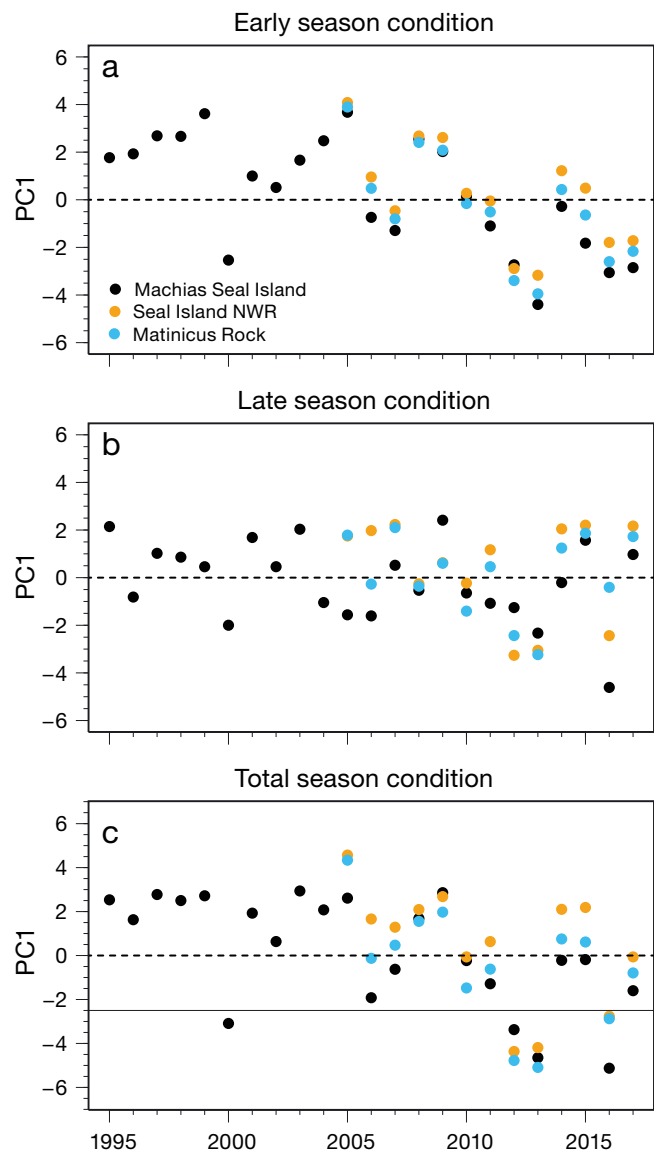 Early season condition
a
6
4
2
0
−2
−4
−6
PC1
Machias Seal Island
Seal Island NWR
Matinicus Rock
Late season condition
b
6
4
2
0
−2
−4
−6
PC1
Total season condition
c
6
4
2
0
−2
−4
−6
PC1
1995 2000 2005 2010 2015